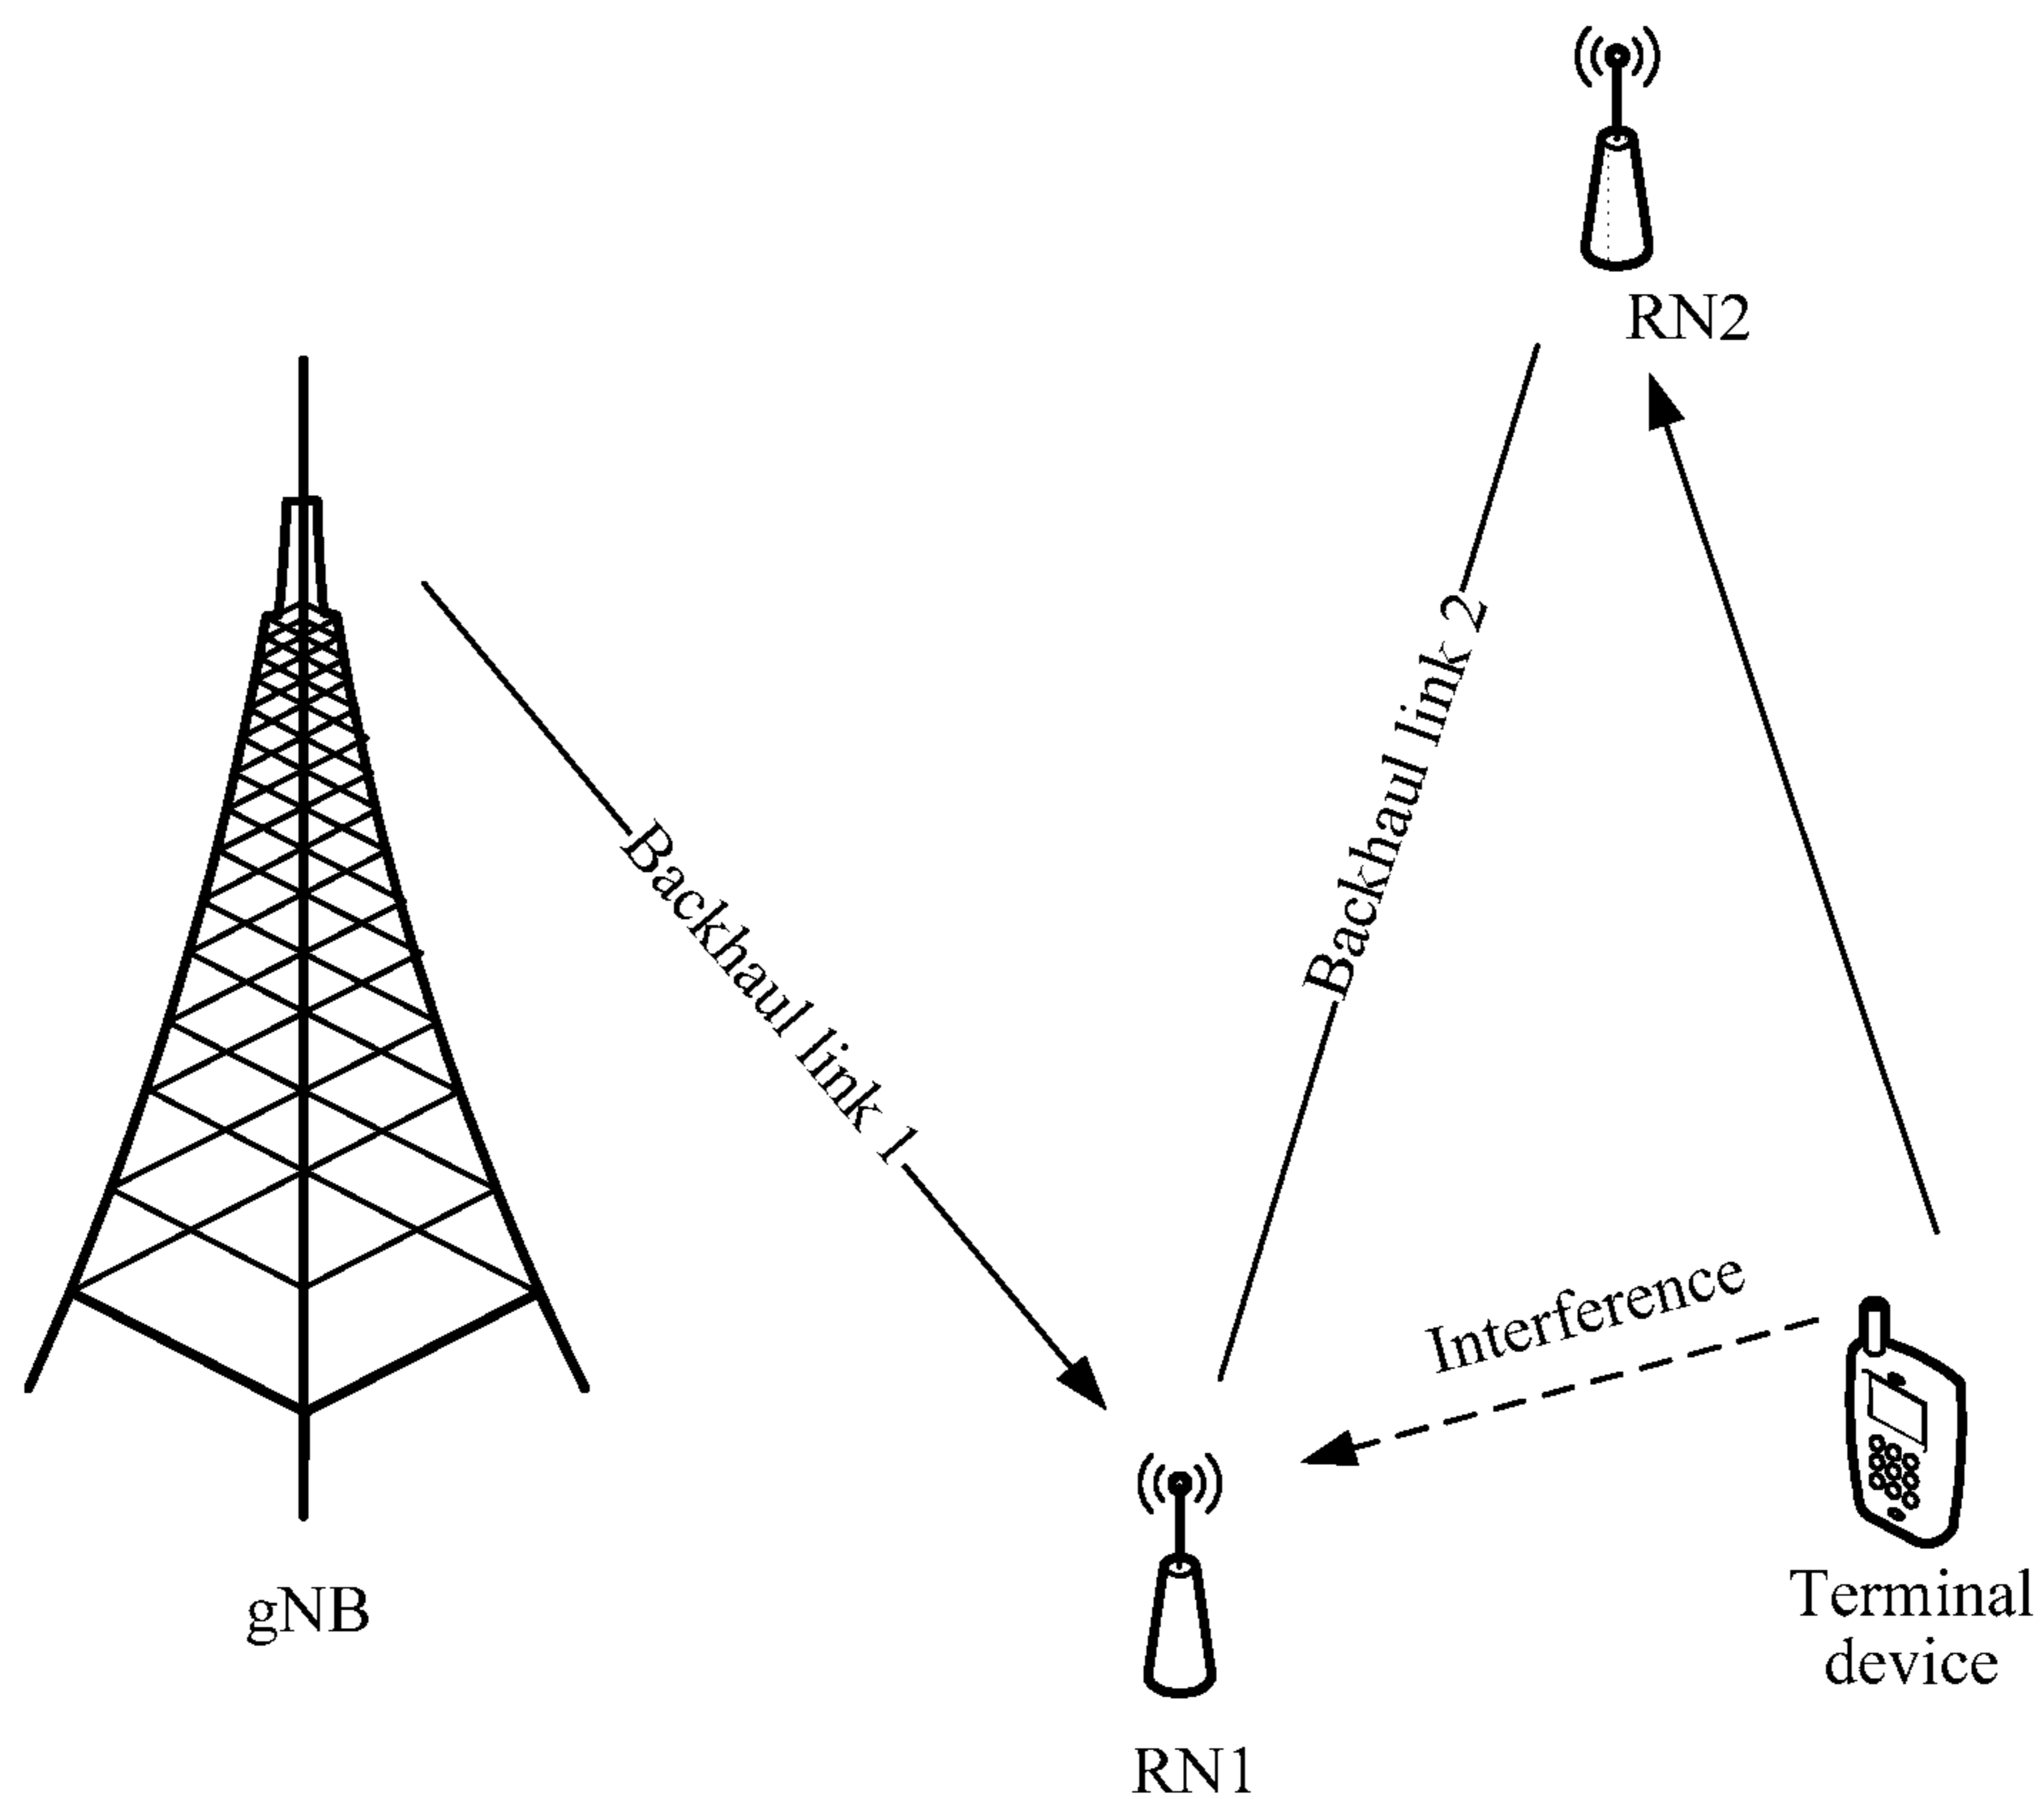 RN2
Backhaul link 1
Backhaul link 2
Interference
gNB
Terminal
device
RN1